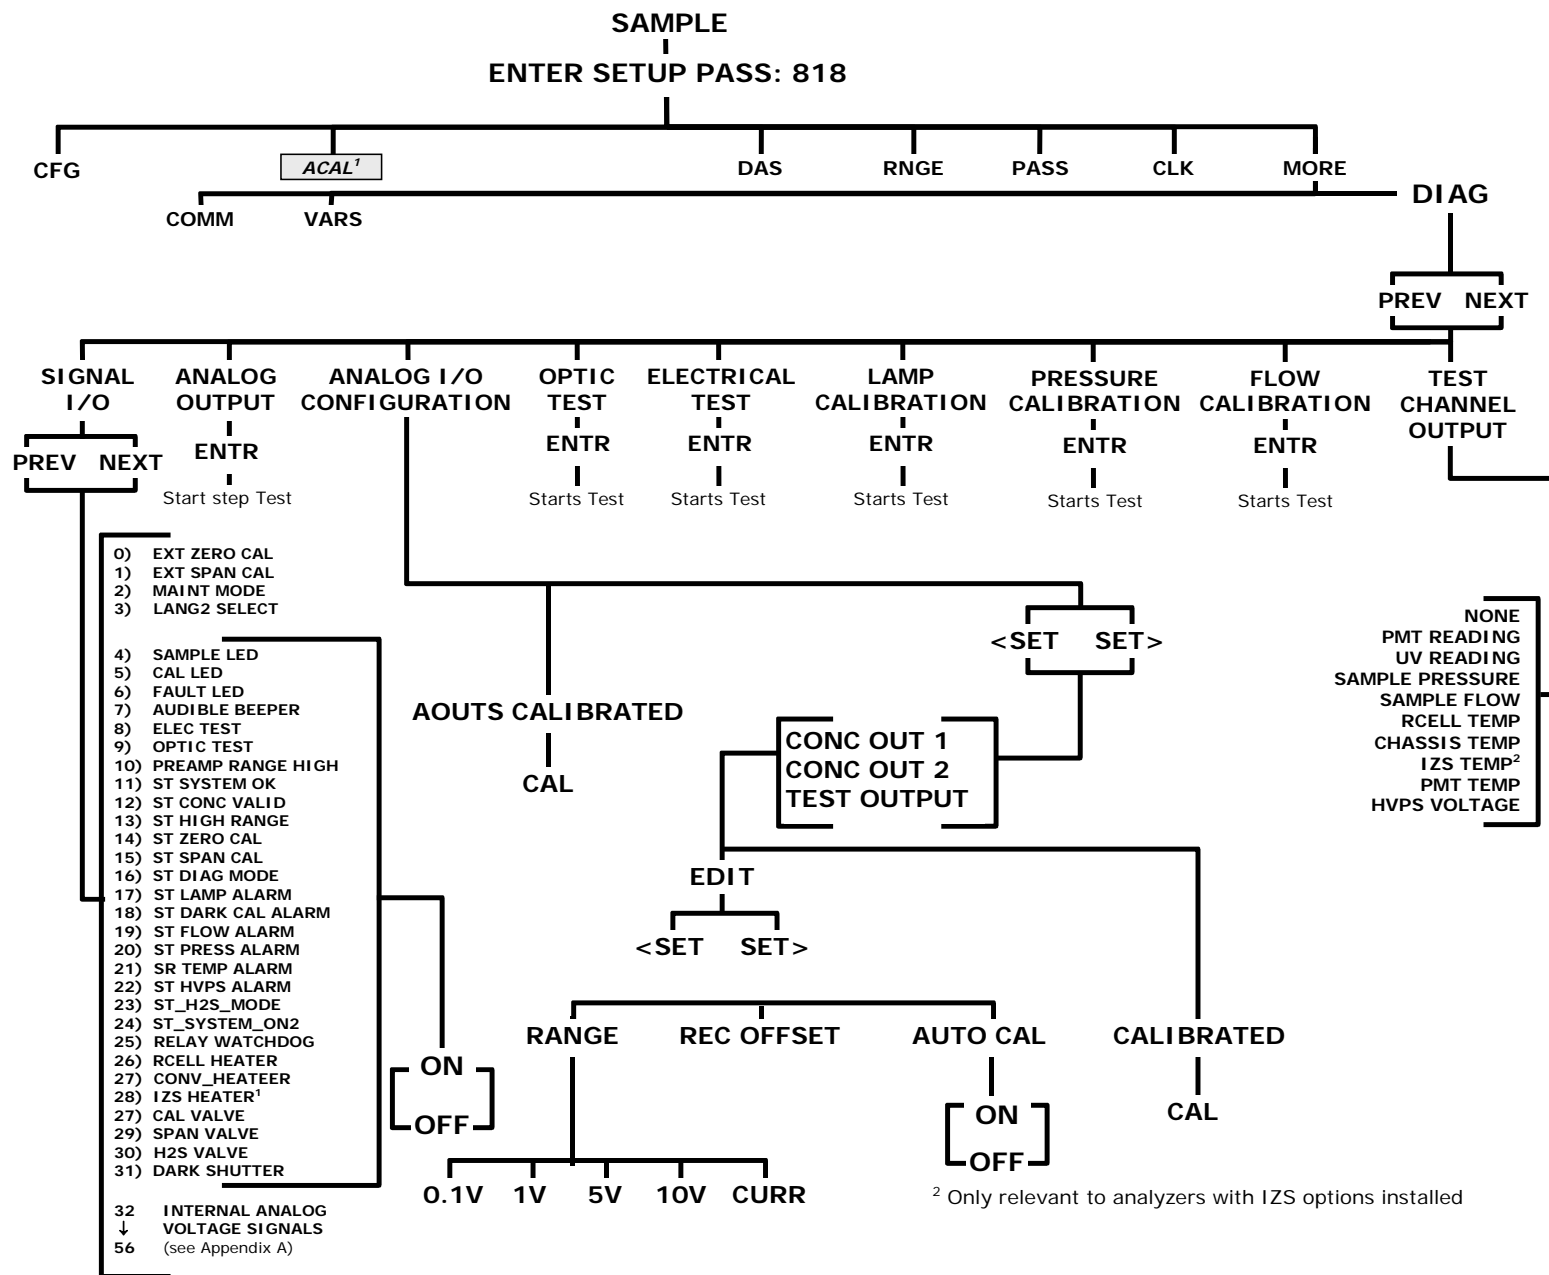 SAMPLE
ENTER SETUP PASS: 818
CFG
ACAL¹
DAS
RNGE
PASS
CLK
MORE
COMM
VARS
DIAG
PREV NEXT
SIGNAL
I/O
ANALOG
OUTPUT
ANALOG I/O
CONFIGURATION
OPTIC
TEST
ELECTRICAL
TEST
LAMP
CALIBRATION
PRESSURE
CALIBRATION
FLOW
CALIBRATION
TEST
CHANNEL
OUTPUT
PREV NEXT
ENTR
ENTR
ENTR
ENTR
ENTR
ENTR
Start step Test
Starts Test
Starts Test
Starts Test
Starts Test
Starts Test
0) EXT ZERO CAL
1) EXT SPAN CAL
2) MAINT MODE
3) LANG2 SELECT
4) SAMPLE LED
5) CAL LED
6) FAULT LED
7) AUDIBLE BEEPER
8) ELEC TEST
9) OPTIC TEST
10) PREAMP RANGE HIGH
11) ST SYSTEM OK
12) ST CONC VALID
13) ST HIGH RANGE
14) ST ZERO CAL
15) ST SPAN CAL
16) ST DIAG MODE
17) ST LAMP ALARM
18) ST DARK CAL ALARM
19) ST FLOW ALARM
20) ST PRESS ALARM
21) SR TEMP ALARM
22) ST HVPS ALARM
23) ST_H2S_MODE
24) ST_SYSTEM_ON2
25) RELAY WATCHDOG
26) RCELL HEATER
27) CONV_HEATEER
28) IZS HEATER¹
27) CAL VALVE
29) SPAN VALVE
30) H2S VALVE
31) DARK SHUTTER
32 INTERNAL ANALOG
↓ VOLTAGE SIGNALS
56 (see Appendix A)
ON
OFF
AOUTS CALIBRATED
CAL
<SET SET>
CONC OUT 1
CONC OUT 2
TEST OUTPUT
EDIT
<SET SET>
RANGE
REC OFFSET
AUTO CAL
CALIBRATED
ON
OFF
CAL
0.1V
1V
5V
10V
CURR
NONE
PMT READING
UV READING
SAMPLE PRESSURE
SAMPLE FLOW
RCELL TEMP
CHASSIS TEMP
IZS TEMP²
PMT TEMP
HVPS VOLTAGE
² Only relevant to analyzers with IZS options installed